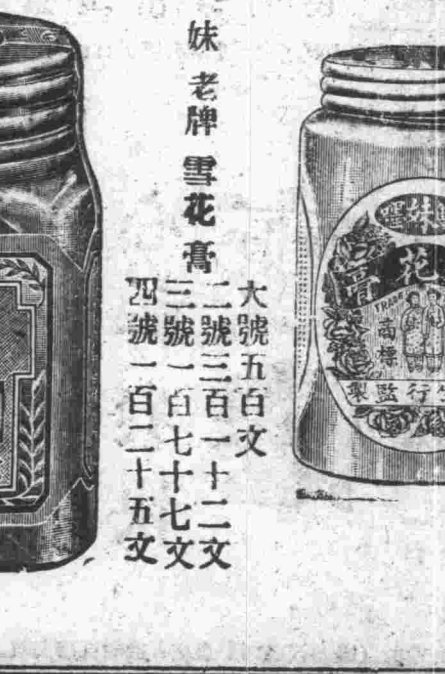 妹老牌雪花膏
大號五百文
二號三百一十二文
三號一百七十七文
四號一百二十五文
妹
花
膏
TRADE
商標
行監製